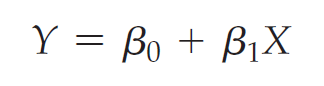 Y = β₀ + β₁X